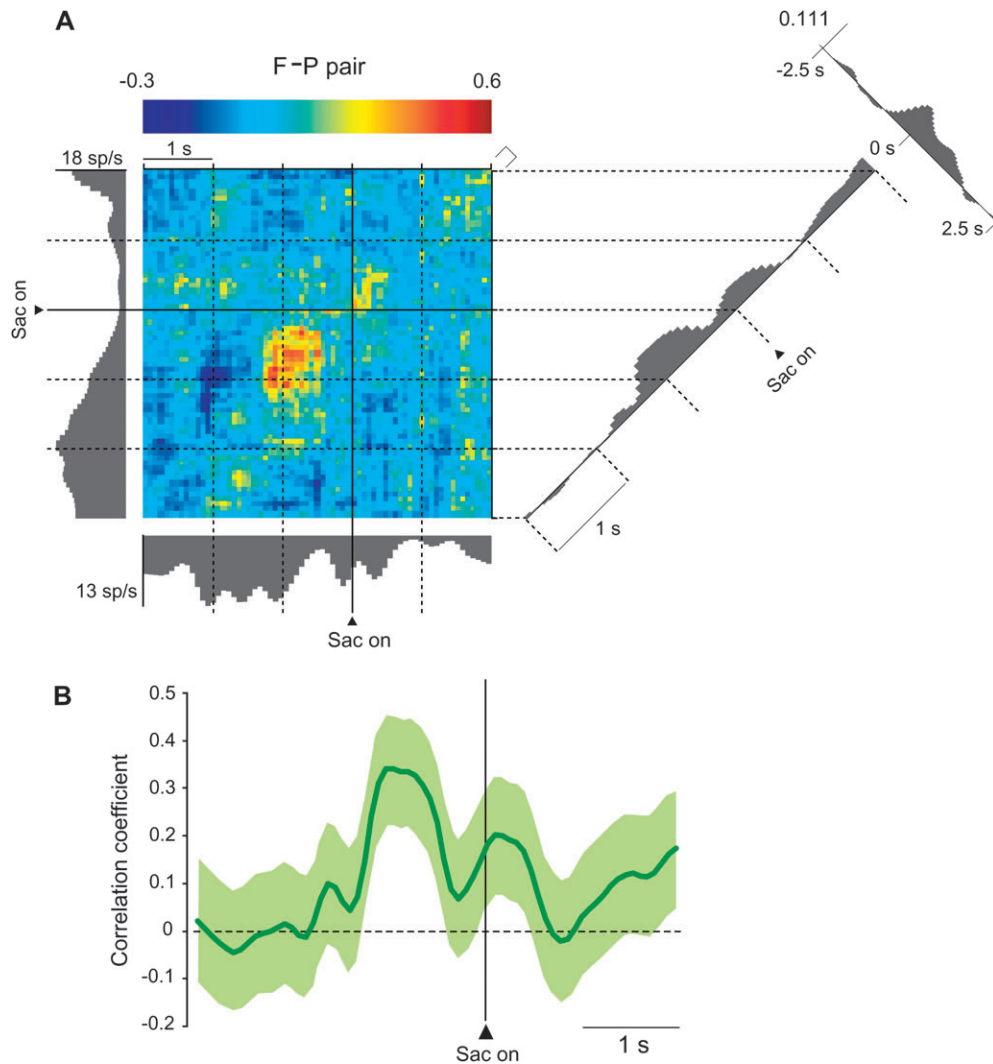 A
0.111
F-P pair
-0.3
0.6
-2.5 s
18 sp/s
1 s
0 s
2.5 s
Sac on
Sac on
1 s
13 sp/s
Sac on
B
0.5
0.4
0.3
0.2
0.1
0
-0.1
-0.2
Correlation coefficient
1 s
Sac on